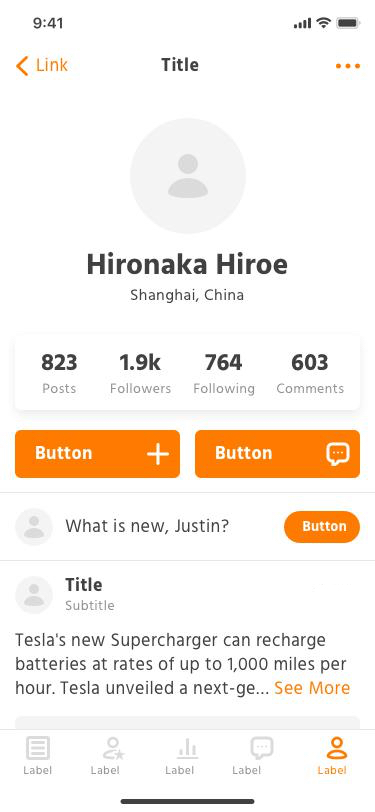 9:41
Link
Title
Hironaka Hiroe
Shanghai, China
823 1.9k 764 603
Posts Followers Following Comments
Button Button
What is new, Justin? Button
Title
Subtitle
Tesla's new Supercharger can recharge
batteries at rates of up to 1,000 miles per
hour. Tesla unveiled a next-ge... See More
Label Label Label Label Label